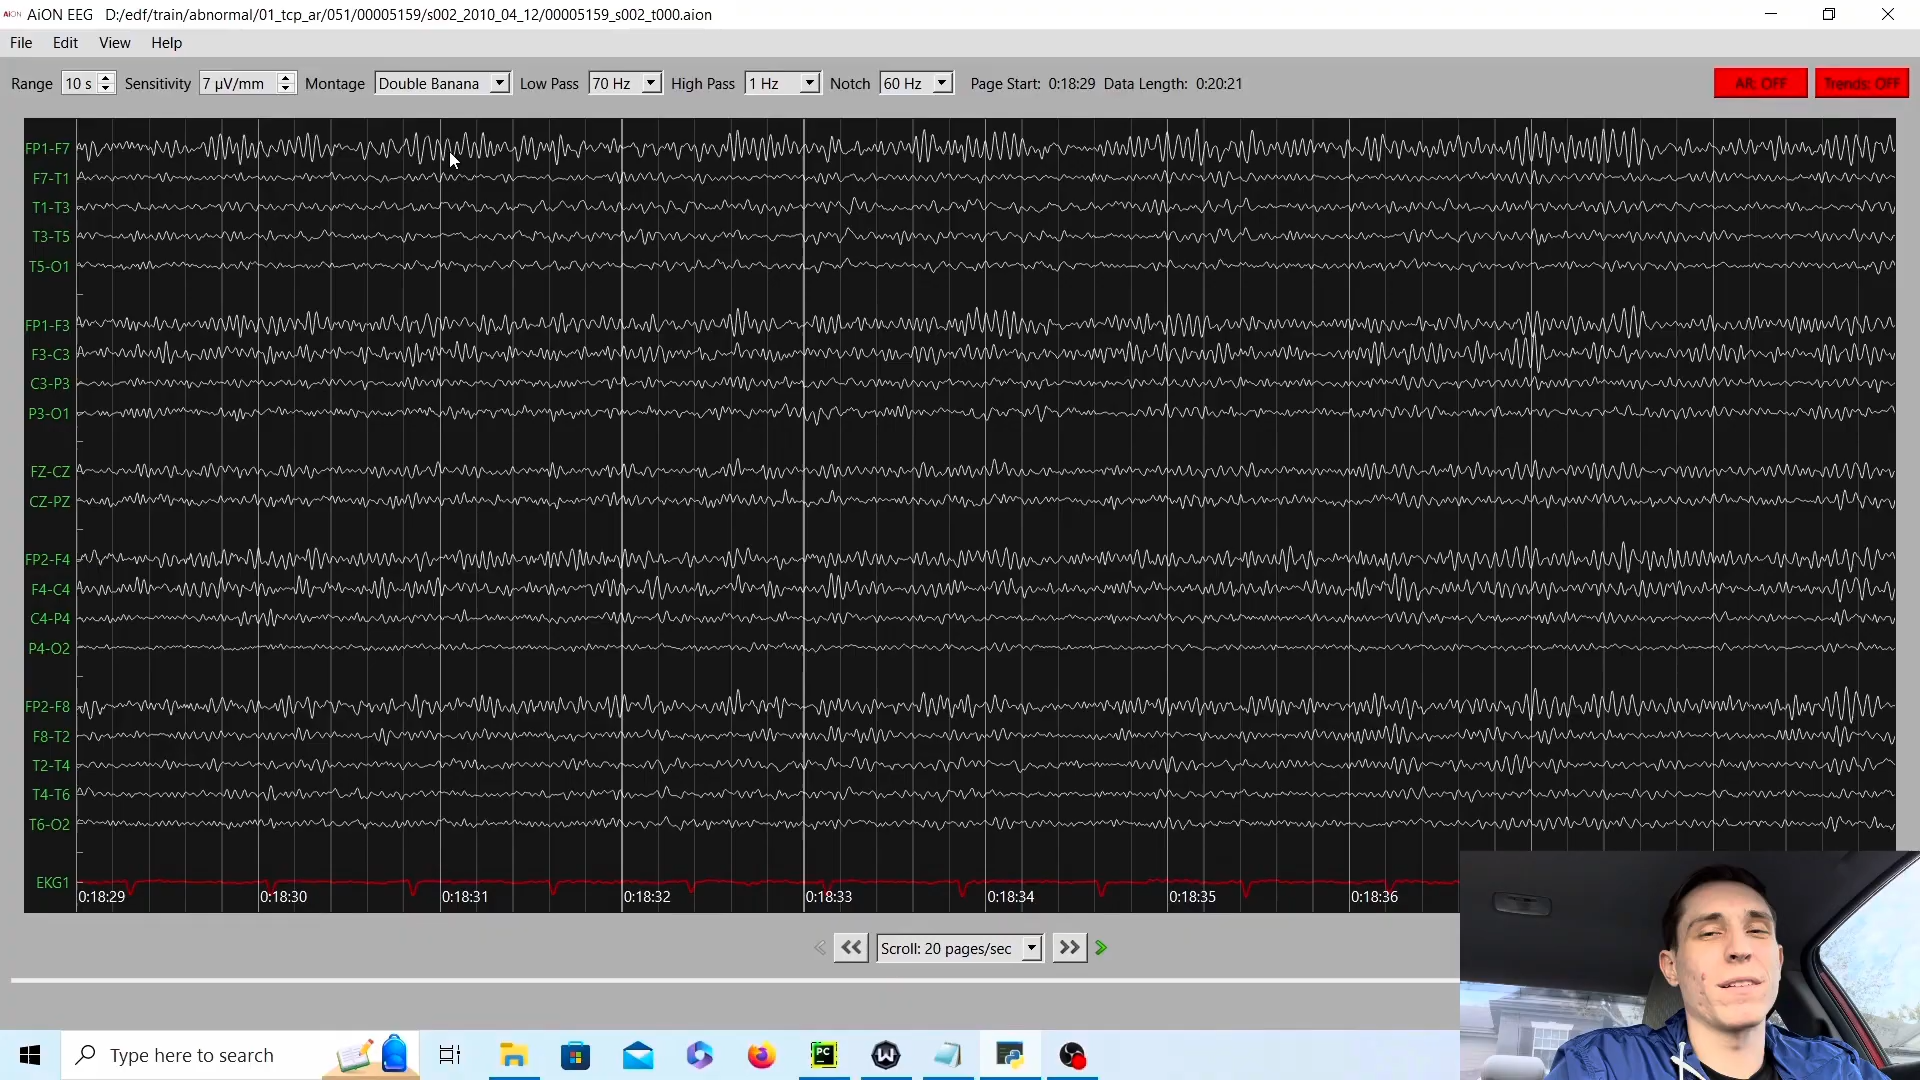 AiON AiON EEG D:/edf/train/abnormal/01_tcp_ar/051/00005159/s002_2010_04_12/00005159_s002_t000.aion
File Edit View Help
Range 10 s Sensitivity 7 µV/mm Montage Double Banana Low Pass 70 Hz High Pass 1 Hz Notch 60 Hz Page Start: 0:18:29 Data Length: 0:20:21 AR: OFF Trends: OFF
FP1-F7
F7-T1
T1-T3
T3-T5
T5-O1
FP1-F3
F3-C3
C3-P3
P3-O1
FZ-CZ
CZ-PZ
FP2-F4
F4-C4
C4-P4
P4-O2
FP2-F8
F8-T2
T2-T4
T4-T6
T6-O2
EKG1
0:18:29 0:18:30 0:18:31 0:18:32 0:18:33 0:18:34 0:18:35 0:18:36
Scroll: 20 pages/sec
Type here to search
PC W